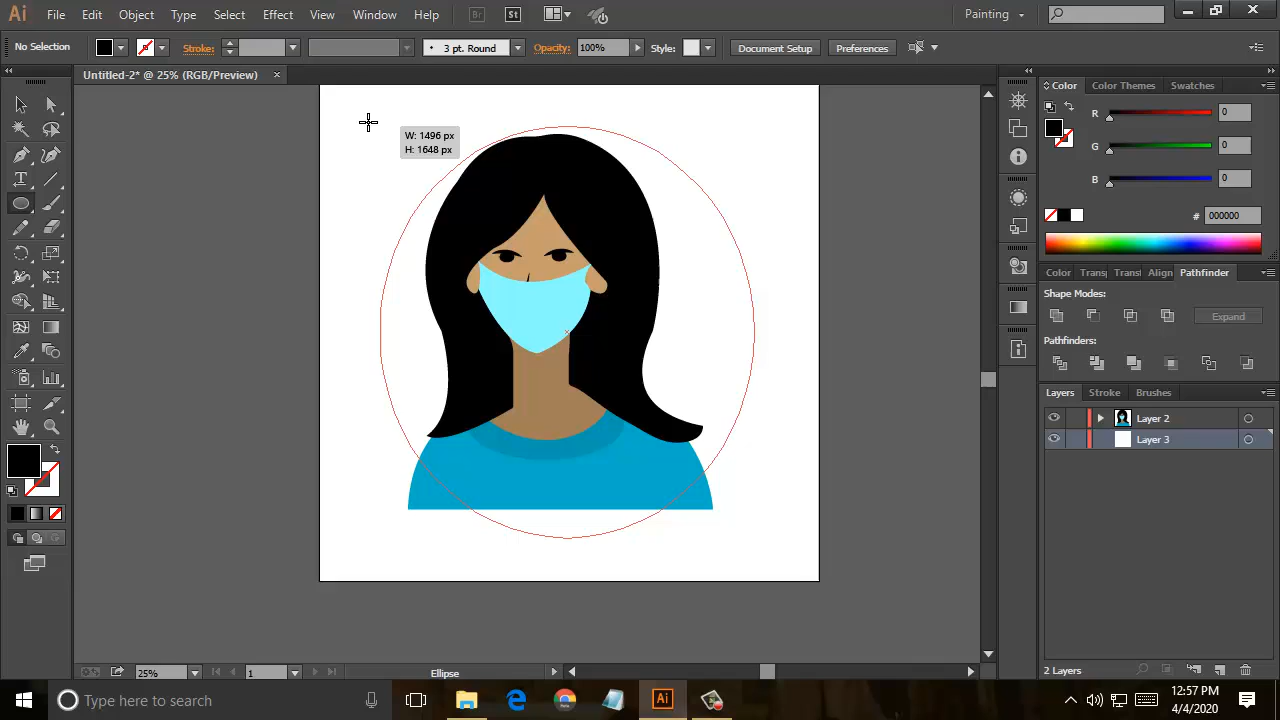 Ai File Edit Object Type Select Effect View Window Help Br St Painting
No Selection Stroke: 3 pt. Round Opacity: 100% Style: Document Setup Preferences
Untitled-2* @ 25% (RGB/Preview) ×
Color Color Themes Swatches
R 0
G 0
B 0
# 000000
W: 1496 px
H: 1648 px
Color Transp Transf Align Pathfinder
Shape Modes:
Expand
Pathfinders:
Layers Stroke Brushes
Layer 2
Layer 3
2 Layers
25% 1 Ellipse
Type here to search
Ai
12:57 PM
4/4/2020